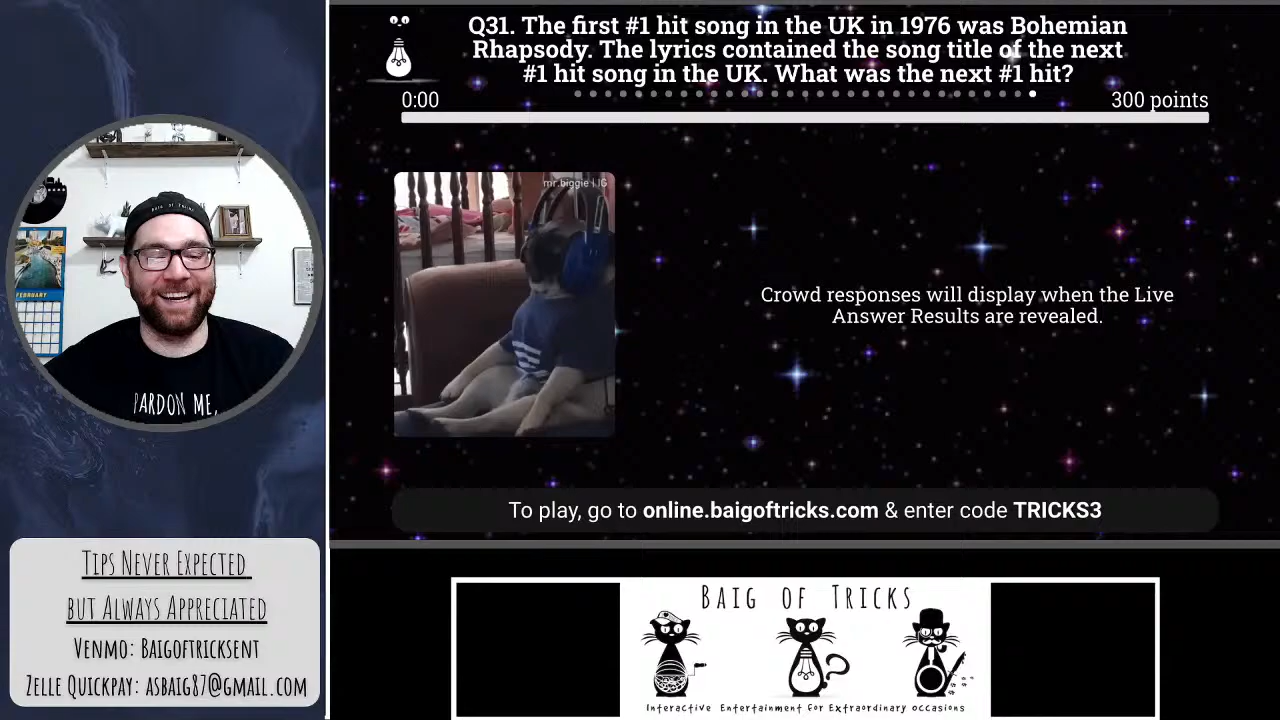 Q31. The first #1 hit song in the UK in 1976 was Bohemian
Rhapsody. The lyrics contained the song title of the next
#1 hit song in the UK. What was the next #1 hit?
0:00
300 points
mr.biggie | IG
Crowd responses will display when the Live
Answer Results are revealed.
To play, go to online.baigoftricks.com & enter code TRICKS3
FEBRUARY
PARDON ME,
Tips Never Expected
but Always Appreciated
Venmo: Baigoftricksent
Zelle Quickpay: asbaig87@gmail.com
BAIG OF TRICKS
Interactive Entertainment for Extraordinary occasions